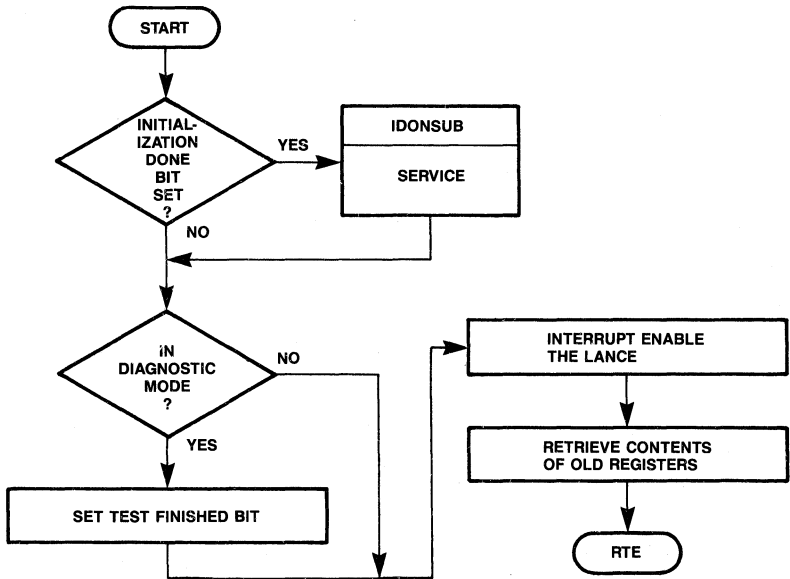 START
INITIAL-
IZATION
DONE
BIT
SET
?
YES
IDONSUB
SERVICE
NO
IN
DIAGNOSTIC
MODE
?
NO
YES
SET TEST FINISHED BIT
INTERRUPT ENABLE
THE LANCE
RETRIEVE CONTENTS
OF OLD REGISTERS
RTE